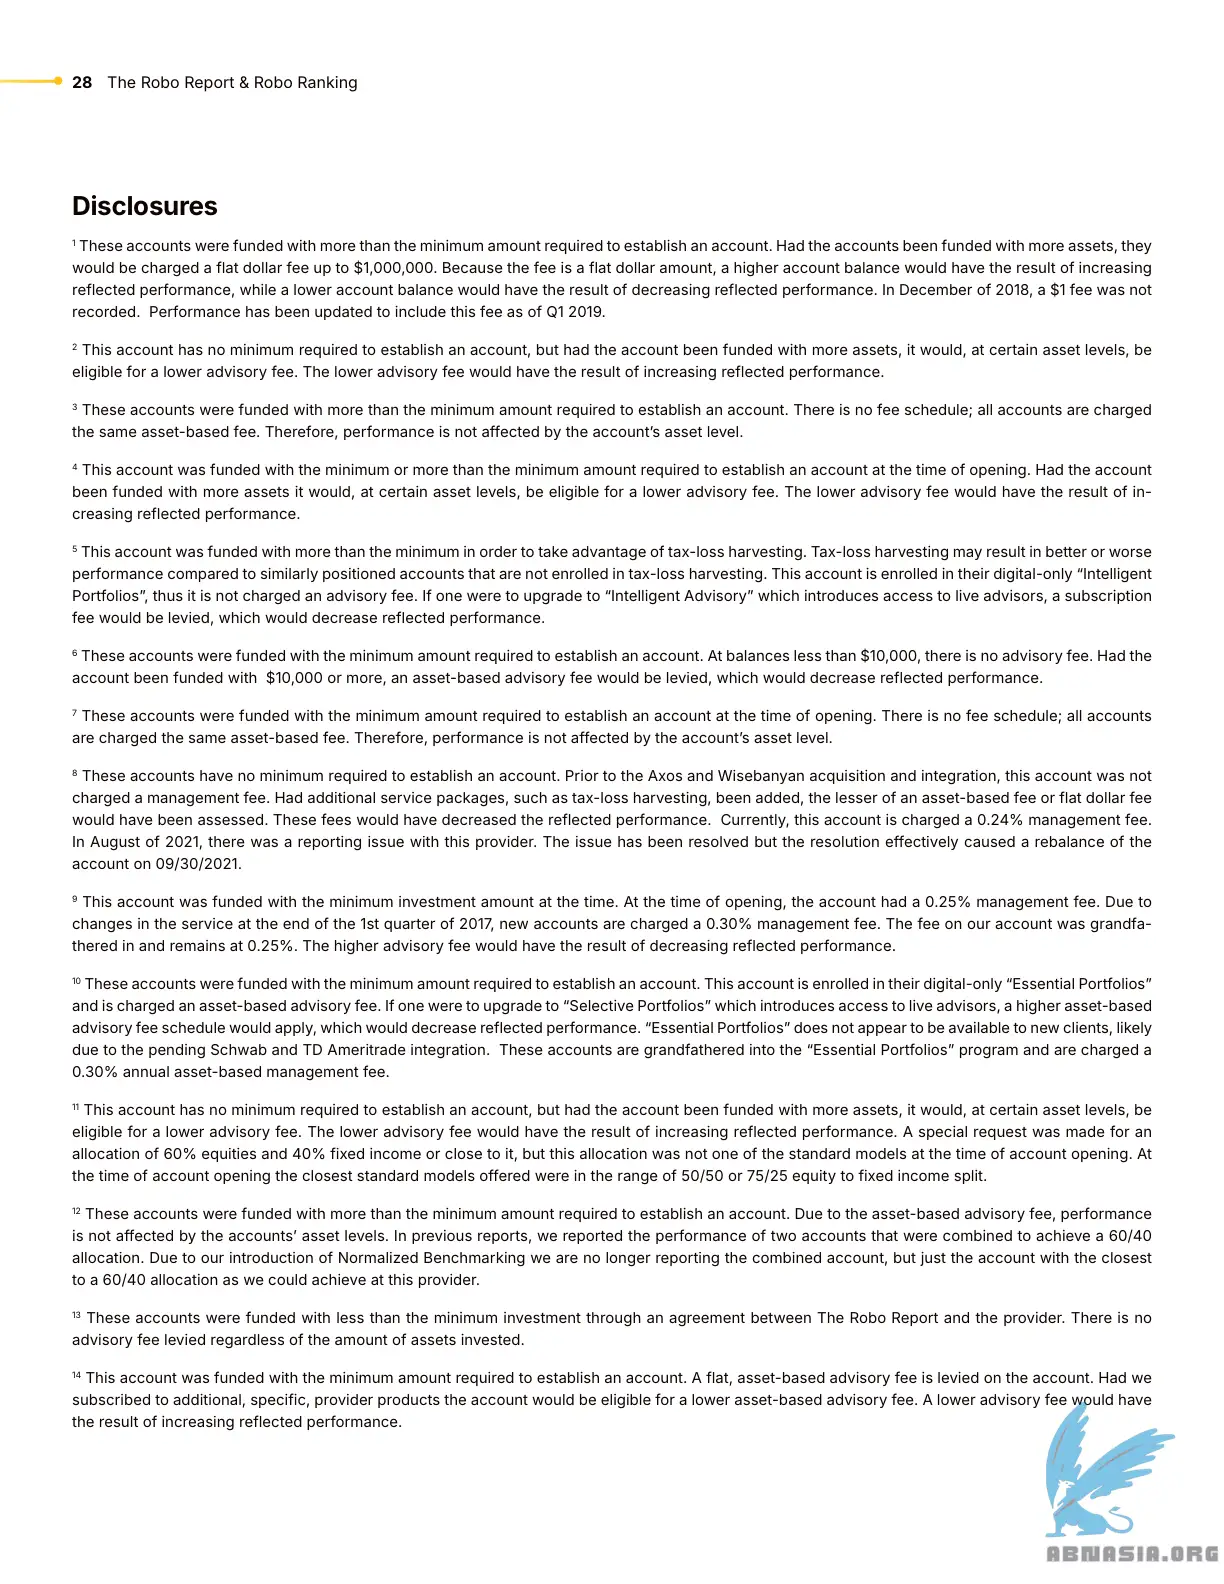 28 The Robo Report & Robo Ranking
Disclosures
1 These accounts were funded with more than the minimum amount required to establish an account. Had the accounts been funded with more assets, they
would be charged a flat dollar fee up to $1,000,000. Because the fee is a flat dollar amount, a higher account balance would have the result of increasing
reflected performance, while a lower account balance would have the result of decreasing reflected performance. In December of 2018, a $1 fee was not
recorded.  Performance has been updated to include this fee as of Q1 2019.
2 This account has no minimum required to establish an account, but had the account been funded with more assets, it would, at certain asset levels, be
eligible for a lower advisory fee. The lower advisory fee would have the result of increasing reflected performance.
3 These accounts were funded with more than the minimum amount required to establish an account. There is no fee schedule; all accounts are charged
the same asset-based fee. Therefore, performance is not affected by the account’s asset level.
4 This account was funded with the minimum or more than the minimum amount required to establish an account at the time of opening. Had the account
been funded with more assets it would, at certain asset levels, be eligible for a lower advisory fee. The lower advisory fee would have the result of in-
creasing reflected performance.
5 This account was funded with more than the minimum in order to take advantage of tax-loss harvesting. Tax-loss harvesting may result in better or worse
performance compared to similarly positioned accounts that are not enrolled in tax-loss harvesting. This account is enrolled in their digital-only “Intelligent
Portfolios”, thus it is not charged an advisory fee. If one were to upgrade to “Intelligent Advisory” which introduces access to live advisors, a subscription
fee would be levied, which would decrease reflected performance.
6 These accounts were funded with the minimum amount required to establish an account. At balances less than $10,000, there is no advisory fee. Had the
account been funded with  $10,000 or more, an asset-based advisory fee would be levied, which would decrease reflected performance.
7 These accounts were funded with the minimum amount required to establish an account at the time of opening. There is no fee schedule; all accounts
are charged the same asset-based fee. Therefore, performance is not affected by the account’s asset level.
8 These accounts have no minimum required to establish an account. Prior to the Axos and Wisebanyan acquisition and integration, this account was not
charged a management fee. Had additional service packages, such as tax-loss harvesting, been added, the lesser of an asset-based fee or flat dollar fee
would have been assessed. These fees would have decreased the reflected performance.  Currently, this account is charged a 0.24% management fee.
In August of 2021, there was a reporting issue with this provider. The issue has been resolved but the resolution effectively caused a rebalance of the
account on 09/30/2021.
9 This account was funded with the minimum investment amount at the time. At the time of opening, the account had a 0.25% management fee. Due to
changes in the service at the end of the 1st quarter of 2017, new accounts are charged a 0.30% management fee. The fee on our account was grandfa-
thered in and remains at 0.25%. The higher advisory fee would have the result of decreasing reflected performance.
10 These accounts were funded with the minimum amount required to establish an account. This account is enrolled in their digital-only “Essential Portfolios”
and is charged an asset-based advisory fee. If one were to upgrade to “Selective Portfolios” which introduces access to live advisors, a higher asset-based
advisory fee schedule would apply, which would decrease reflected performance. “Essential Portfolios” does not appear to be available to new clients, likely
due to the pending Schwab and TD Ameritrade integration.  These accounts are grandfathered into the “Essential Portfolios” program and are charged a
0.30% annual asset-based management fee.
11 This account has no minimum required to establish an account, but had the account been funded with more assets, it would, at certain asset levels, be
eligible for a lower advisory fee. The lower advisory fee would have the result of increasing reflected performance. A special request was made for an
allocation of 60% equities and 40% fixed income or close to it, but this allocation was not one of the standard models at the time of account opening. At
the time of account opening the closest standard models offered were in the range of 50/50 or 75/25 equity to fixed income split.
12 These accounts were funded with more than the minimum amount required to establish an account. Due to the asset-based advisory fee, performance
is not affected by the accounts’ asset levels. In previous reports, we reported the performance of two accounts that were combined to achieve a 60/40
allocation. Due to our introduction of Normalized Benchmarking we are no longer reporting the combined account, but just the account with the closest
to a 60/40 allocation as we could achieve at this provider.
13 These accounts were funded with less than the minimum investment through an agreement between The Robo Report and the provider. There is no
advisory fee levied regardless of the amount of assets invested.
14 This account was funded with the minimum amount required to establish an account. A flat, asset-based advisory fee is levied on the account. Had we
subscribed to additional, specific, provider products the account would be eligible for a lower asset-based advisory fee. A lower advisory fee would have
the result of increasing reflected performance.
ABNASIA.ORG